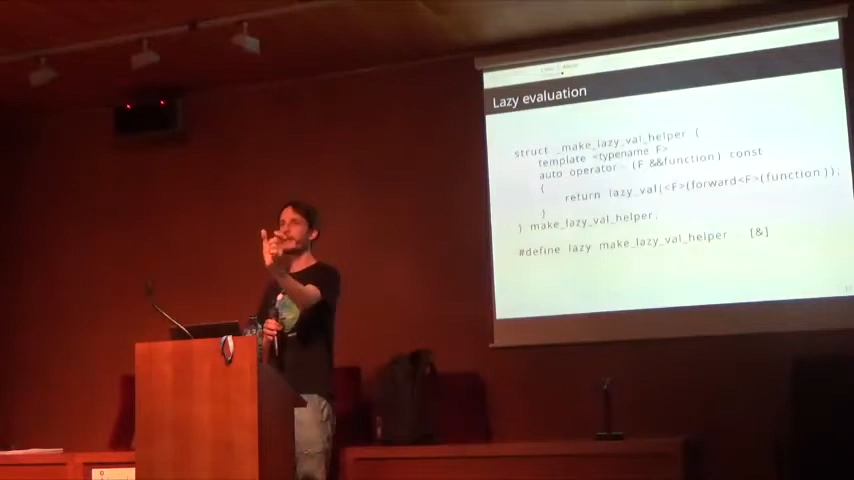 Lazy evaluation
struct _make_lazy_val_helper {
template <typename F>
auto operator- (F &&function) const
{
return lazy_val(<F>(forward<F>(function)),
}
} make_lazy_val_helper,
#define lazy make_lazy_val_helper - [&]